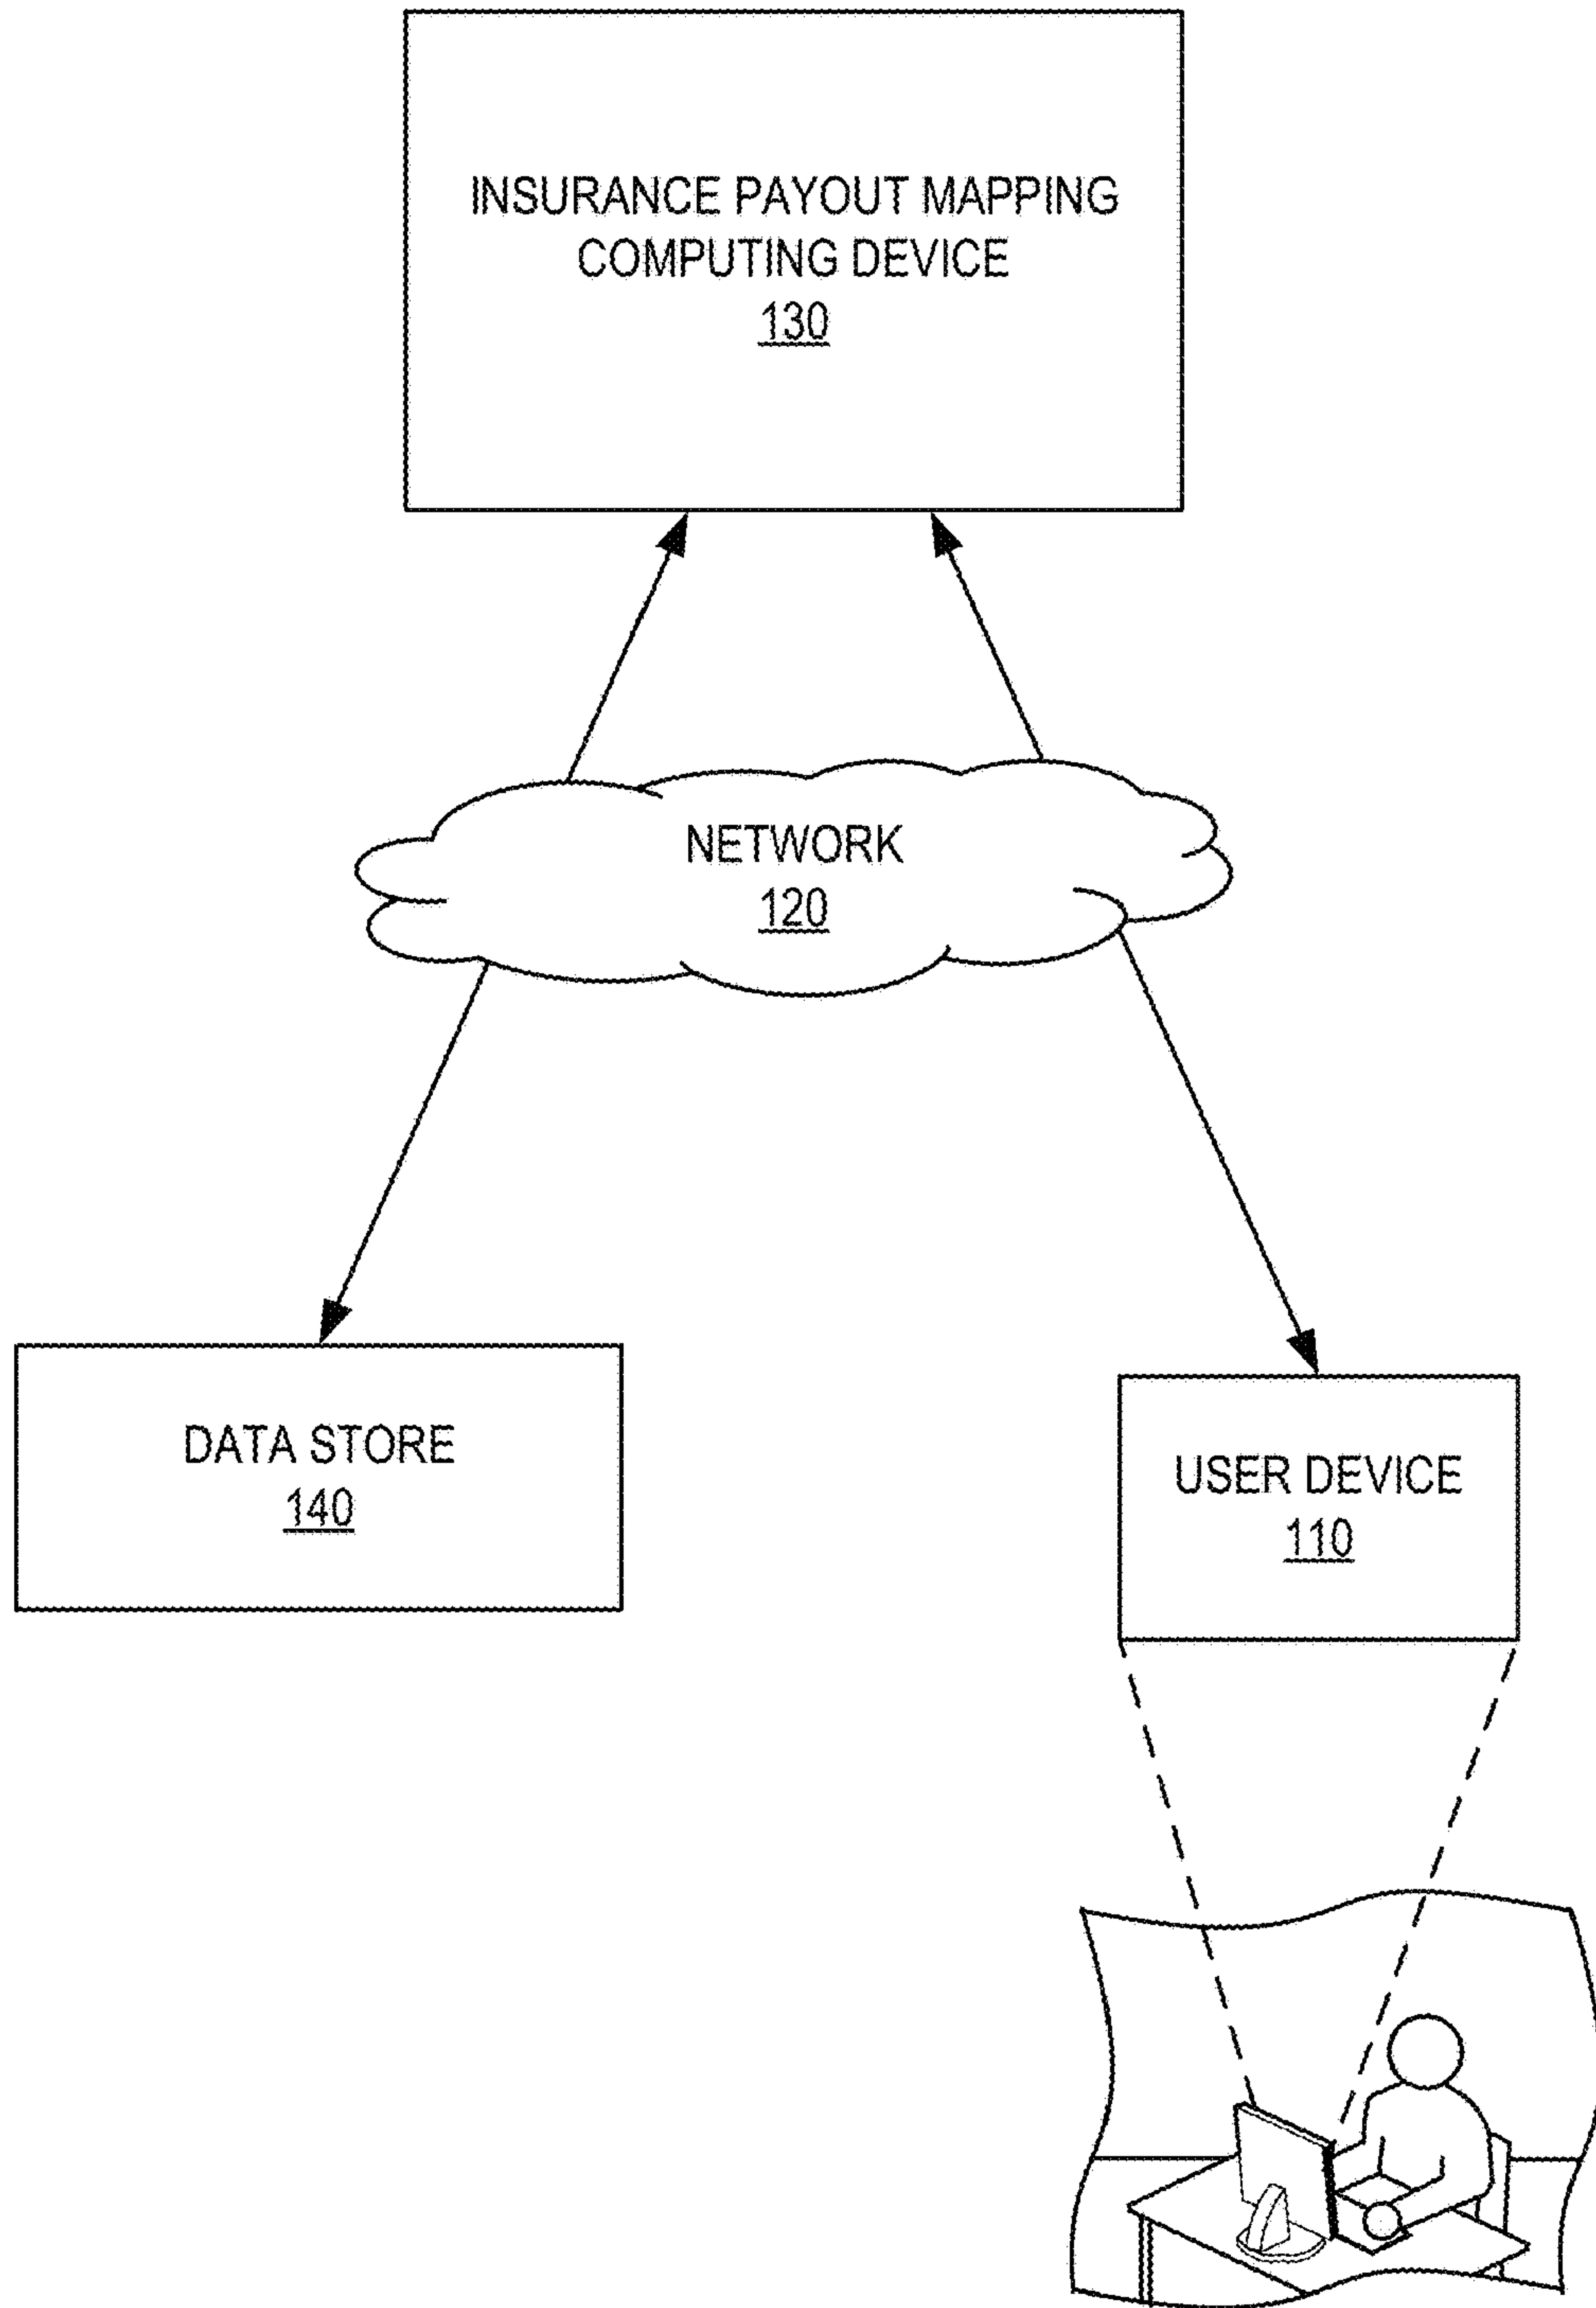 INSURANCE PAYOUT MAPPING
COMPUTING DEVICE
130
NETWORK
120
DATA STORE
140
USER DEVICE
110